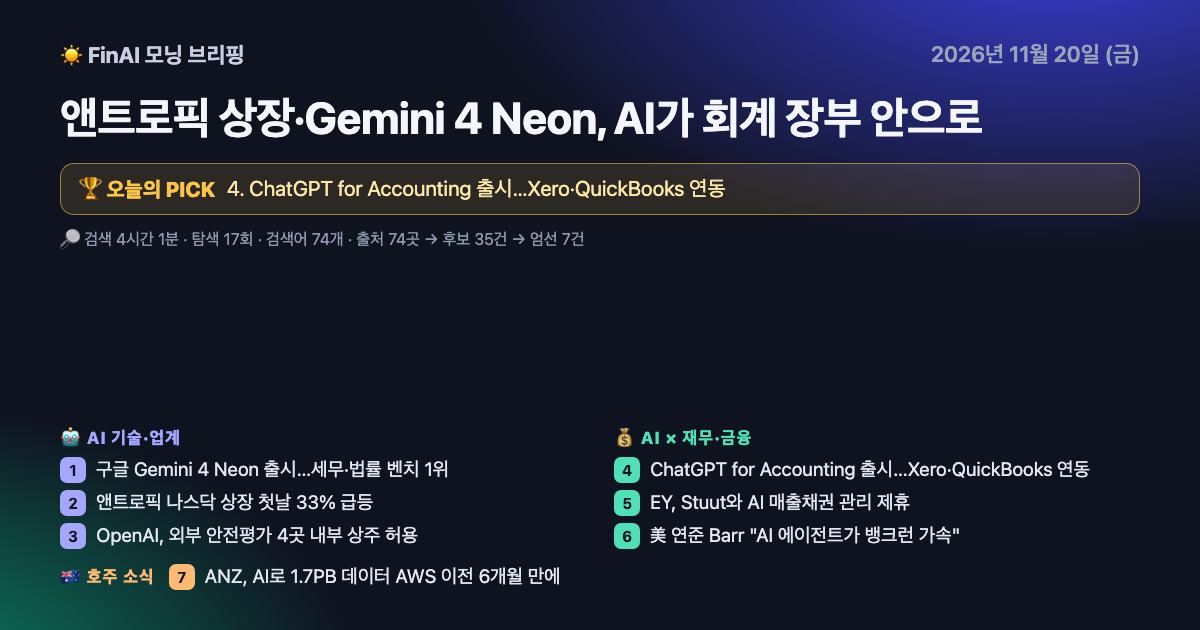 ☀️ FinAI 모닝 브리핑
2026년 11월 20일 (금)
앤트로픽 상장·Gemini 4 Neon, AI가 회계 장부 안으로
🏆 오늘의 PICK 4. ChatGPT for Accounting 출시…Xero·QuickBooks 연동
🔎 검색 4시간 1분 · 탐색 17회 · 검색어 74개 · 출처 74곳 → 후보 35건 → 엄선 7건
🤖 AI 기술·업계
1 구글 Gemini 4 Neon 출시…세무·법률 벤치 1위
2 앤트로픽 나스닥 상장 첫날 33% 급등
3 OpenAI, 외부 안전평가 4곳 내부 상주 허용
💰 AI × 재무·금융
4 ChatGPT for Accounting 출시…Xero·QuickBooks 연동
5 EY, Stuut와 AI 매출채권 관리 제휴
6 美 연준 Barr "AI 에이전트가 뱅크런 가속"
🇦🇺 호주 소식 7 ANZ, AI로 1.7PB 데이터 AWS 이전 6개월 만에